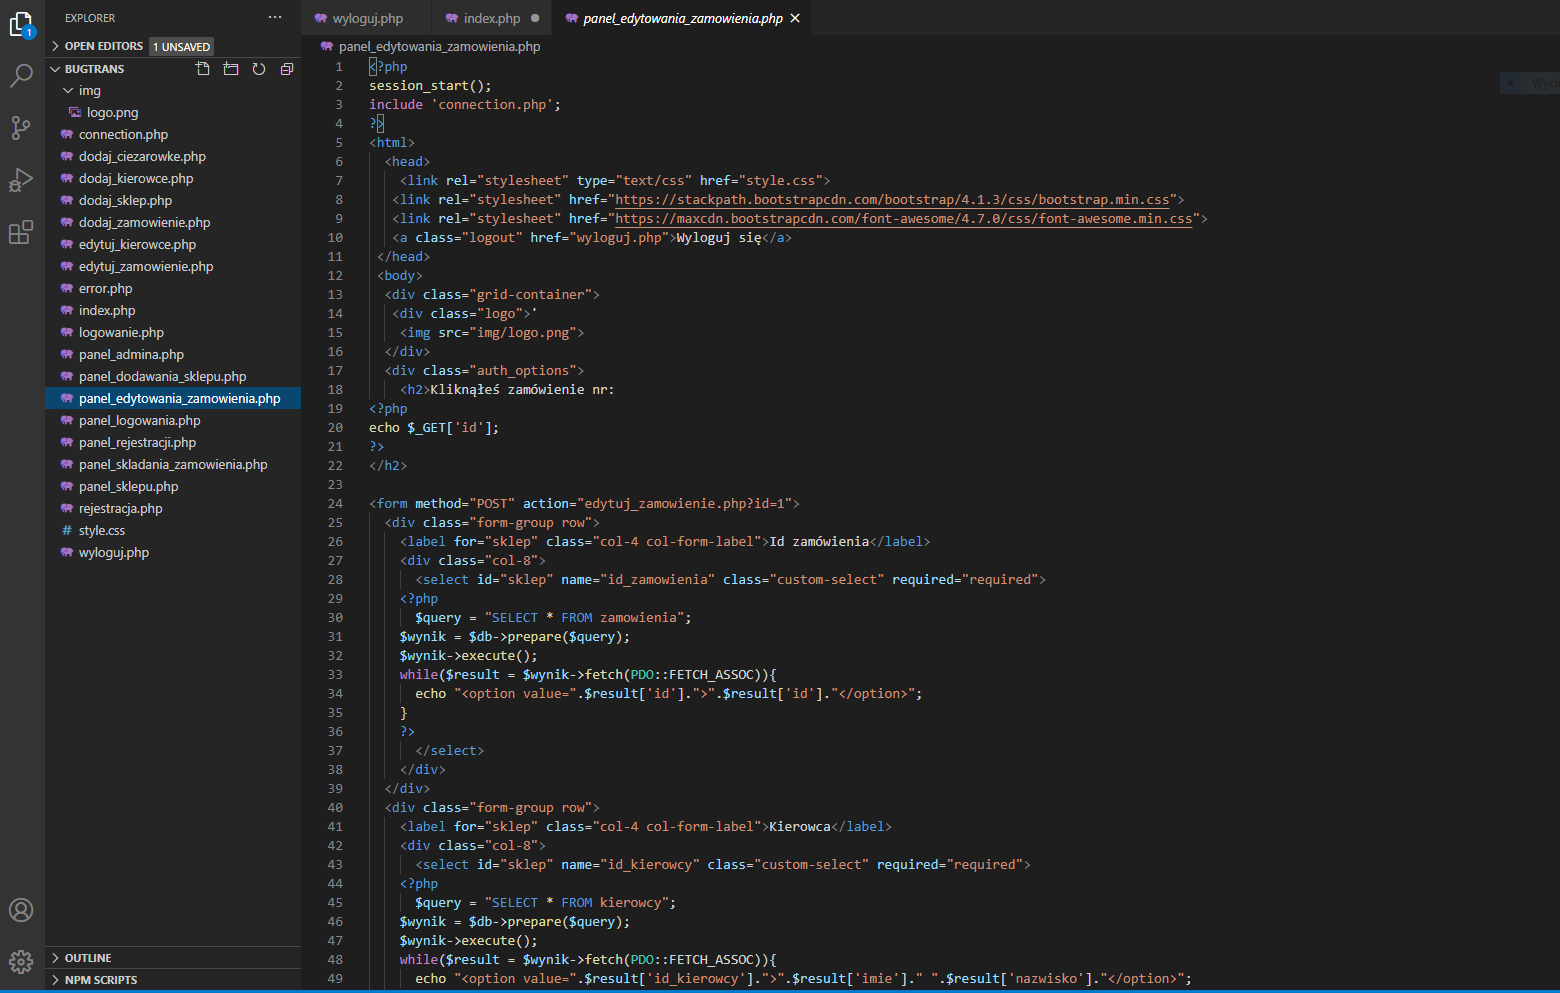 EXPLORER
OPEN EDITORS 1 UNSAVED
BUGTRANS
img
logo.png
connection.php
dodaj_ciezarowke.php
dodaj_kierowce.php
dodaj_sklep.php
dodaj_zamowienie.php
edytuj_kierowce.php
edytuj_zamowienie.php
error.php
index.php
logowanie.php
panel_admina.php
panel_dodawania_sklepu.php
panel_edytowania_zamowienia.php
panel_logowania.php
panel_rejestracji.php
panel_skladania_zamowienia.php
panel_sklepu.php
rejestracja.php
# style.css
wyloguj.php
OUTLINE
NPM SCRIPTS
1
wyloguj.php index.php panel_edytowania_zamowienia.php
panel_edytowania_zamowienia.php
1 <?php
2 session_start();
3 include 'connection.php';
4 ?>
5 <html>
6 <head>
7 <link rel="stylesheet" type="text/css" href="style.css">
8 <link rel="stylesheet" href="https://stackpath.bootstrapcdn.com/bootstrap/4.1.3/css/bootstrap.min.css">
9 <link rel="stylesheet" href="https://maxcdn.bootstrapcdn.com/font-awesome/4.7.0/css/font-awesome.min.css">
10 <a class="logout" href="wyloguj.php">Wyloguj się</a>
11 </head>
12 <body>
13 <div class="grid-container">
14 <div class="logo">'
15 <img src="img/logo.png">
16 </div>
17 <div class="auth_options">
18 <h2>Kliknąłeś zamówienie nr:
19 <?php
20 echo $_GET['id'];
21 ?>
22 </h2>
23
24 <form method="POST" action="edytuj_zamowienie.php?id=1">
25 <div class="form-group row">
26 <label for="sklep" class="col-4 col-form-label">Id zamówienia</label>
27 <div class="col-8">
28 <select id="sklep" name="id_zamowienia" class="custom-select" required="required">
29 <?php
30 $query = "SELECT * FROM zamowienia";
31 $wynik = $db->prepare($query);
32 $wynik->execute();
33 while($result = $wynik->fetch(PDO::FETCH_ASSOC)){
34 echo "<option value=".$result['id'].">".$result['id']."</option>";
35 }
36 ?>
37 </select>
38 </div>
39 </div>
40 <div class="form-group row">
41 <label for="sklep" class="col-4 col-form-label">Kierowca</label>
42 <div class="col-8">
43 <select id="sklep" name="id_kierowcy" class="custom-select" required="required">
44 <?php
45 $query = "SELECT * FROM kierowcy";
46 $wynik = $db->prepare($query);
47 $wynik->execute();
48 while($result = $wynik->fetch(PDO::FETCH_ASSOC)){
49 echo "<option value=".$result['id_kierowcy'].">".$result['imie']." ".$result['nazwisko']."</option>";